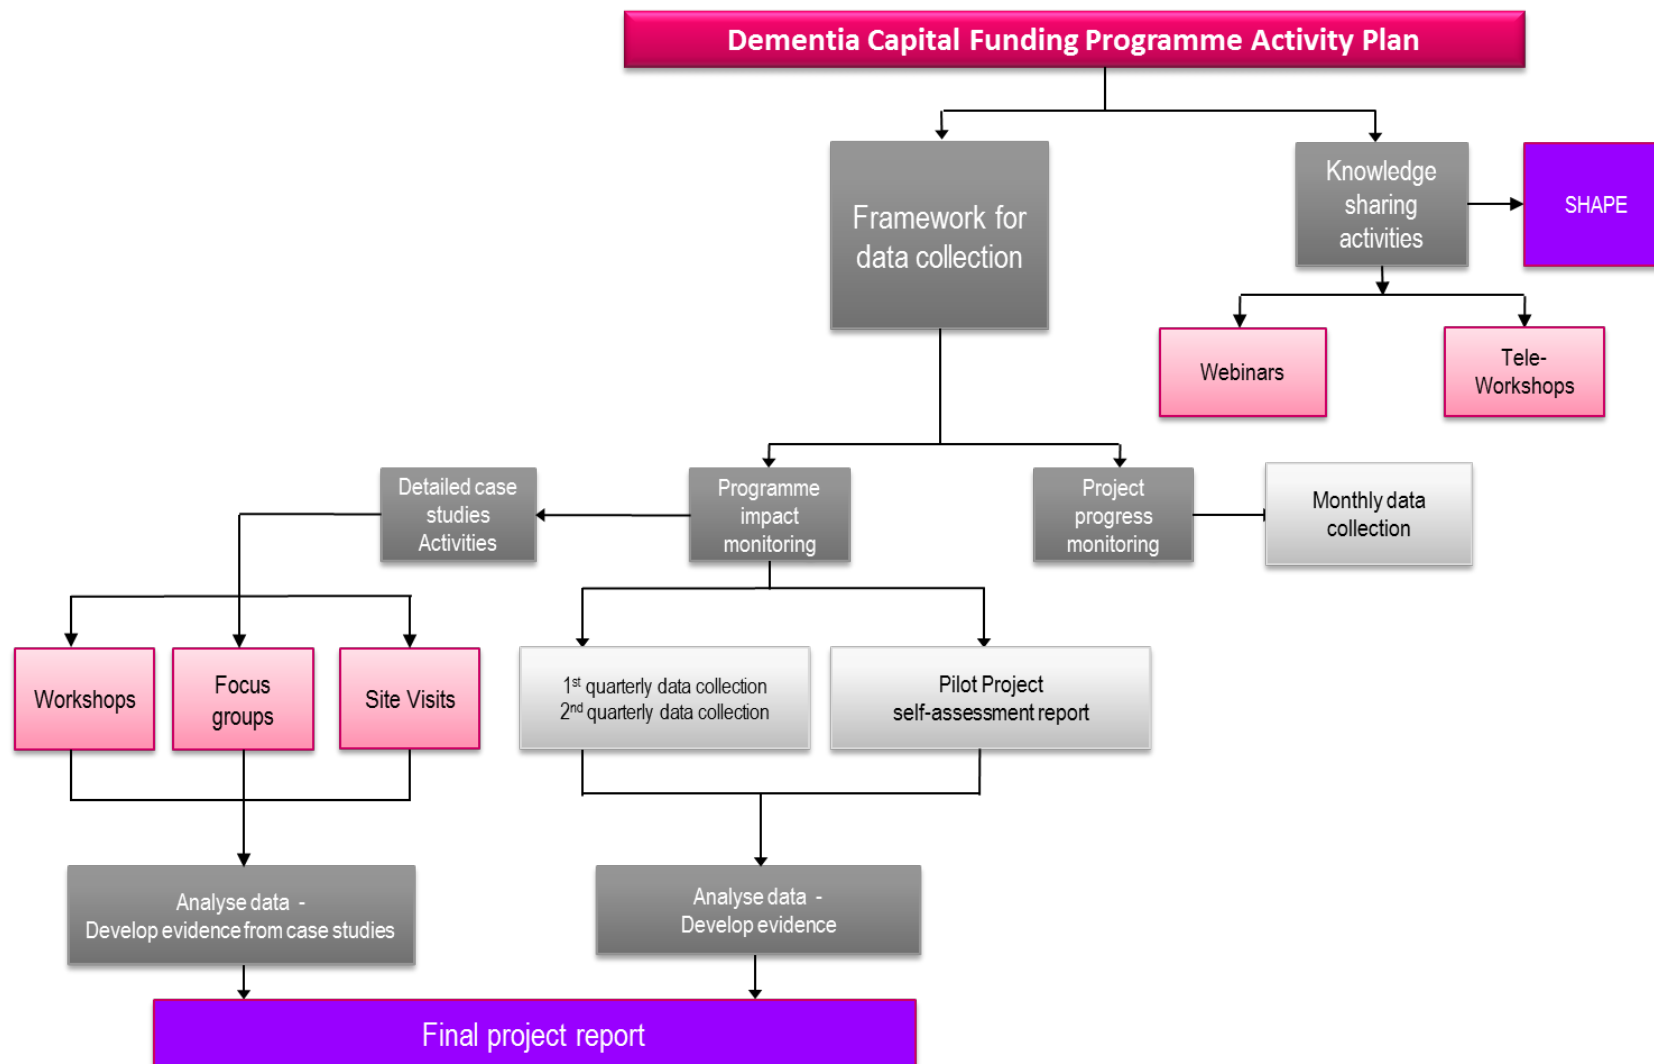 Dementia Capital Funding Programme Activity Plan
Framework for
data collection
Knowledge
sharing
activities
SHAPE
Webinars
Tele-
Workshops
Detailed case
studies
Activities
Programme
impact
monitoring
Project
progress
monitoring
Monthly data
collection
Workshops
Focus
groups
Site Visits
1st quarterly data collection
2nd quarterly data collection
Pilot Project
self-assessment report
Analyse data -
Develop evidence from case studies
Analyse data -
Develop evidence
Final project report